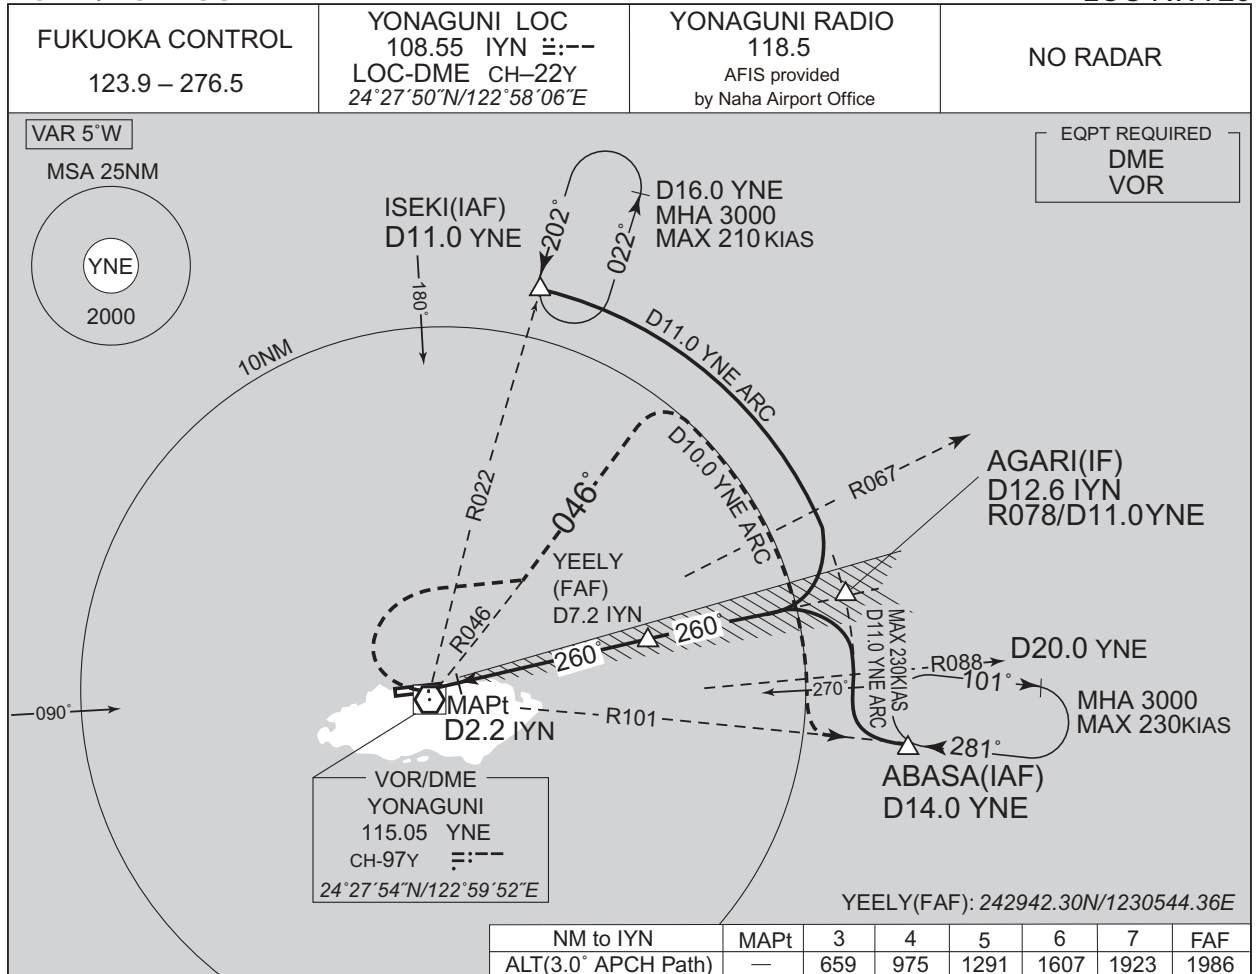 FUKUOKA CONTROL
123.9 – 276.5
YONAGUNI LOC
108.55 IYN
LOC-DME CH–22Y
24˚27´50˝N/122˚58´06˝E
YONAGUNI RADIO
118.5
AFIS provided
by Naha Airport Office
NO RADAR
VAR 5˚W
MSA 25NM
YNE
2000
EQPT REQUIRED
DME
VOR
ISEKI(IAF)
D11.0 YNE
180˚
202˚
022˚
D16.0 YNE
MHA 3000
MAX 210 KIAS
10NM
D11.0 YNE ARC
D10.0 YNE ARC
R022
046˚
R046
R067
AGARI(IF)
D12.6 IYN
R078/D11.0YNE
YEELY
(FAF)
D7.2 IYN
260˚
260˚
MAX 230KIAS
D11.0 YNE ARC
R088
D20.0 YNE
270˚
101˚
MHA 3000
MAX 230KIAS
281˚
090˚
MAPt
D2.2 IYN
R101
ABASA(IAF)
D14.0 YNE
VOR/DME
YONAGUNI
115.05 YNE
CH-97Y
24˚27´54˝N/122˚59´52˝E
YEELY(FAF): 242942.30N/1230544.36E
NM to IYN MAPt 3 4 5 6 7 FAF
ALT(3.0˚ APCH Path) — 659 975 1291 1607 1923 1986